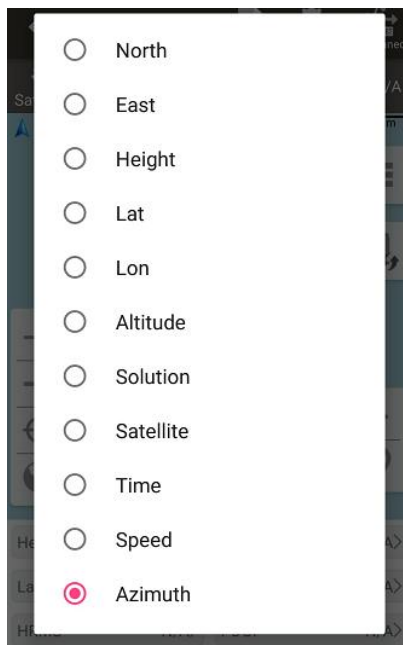 North
East
Height
Lat
Lon
Altitude
Solution
Satellite
Time
Speed
Azimuth